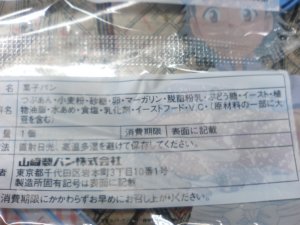 菓子パン
つぶあん・小麦粉・砂糖・卵・マーガリン・脱脂粉乳・ぶどう糖・イースト・植
物油脂・水あめ・食塩・乳化剤・イーストフード・V.C・(原材料の一部に大
豆を含む)
1個 消費期限 表面に記載
直射日光、高温多湿を避けて保存してください。
山崎製パン株式会社
東京都千代田区岩本町3丁目10番1号
製造所固有記号は表面に記載
消費期限にかかわらずお早めにお召し上がりください